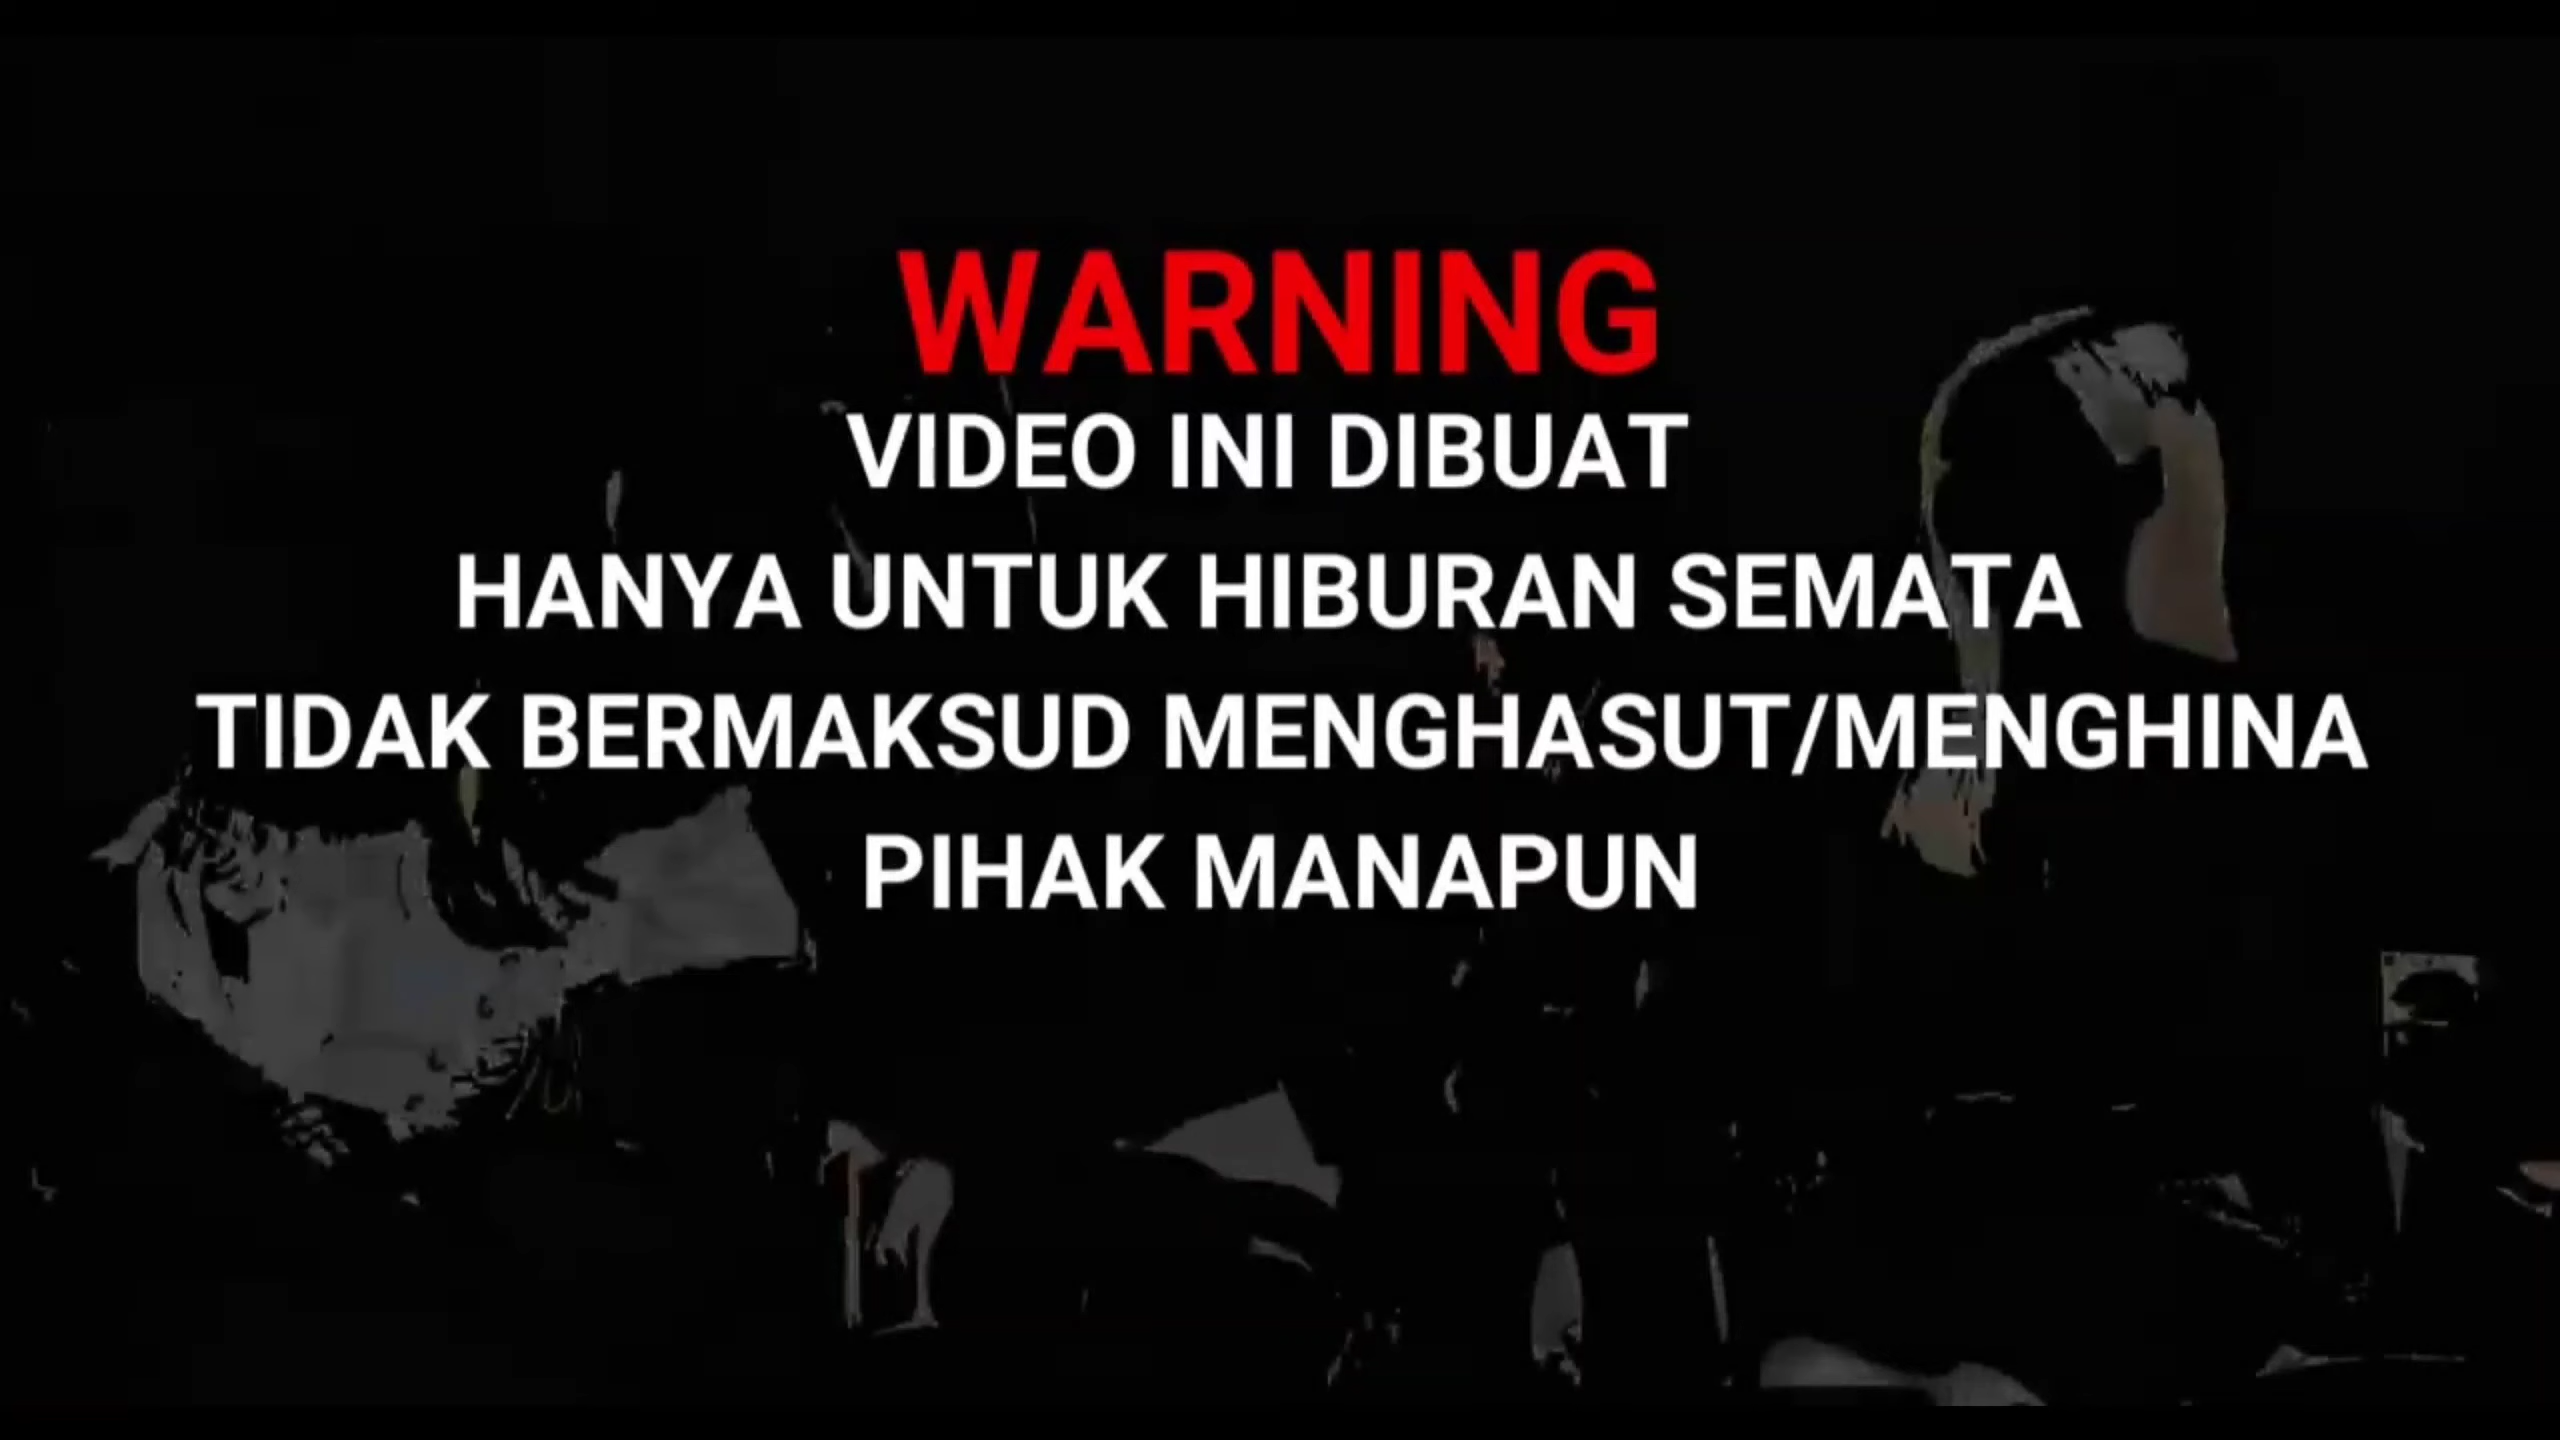 WARNING
VIDEO INI DIBUAT
HANYA UNTUK HIBURAN SEMATA
TIDAK BERMAKSUD MENGHASUT/MENGHINA
PIHAK MANAPUN